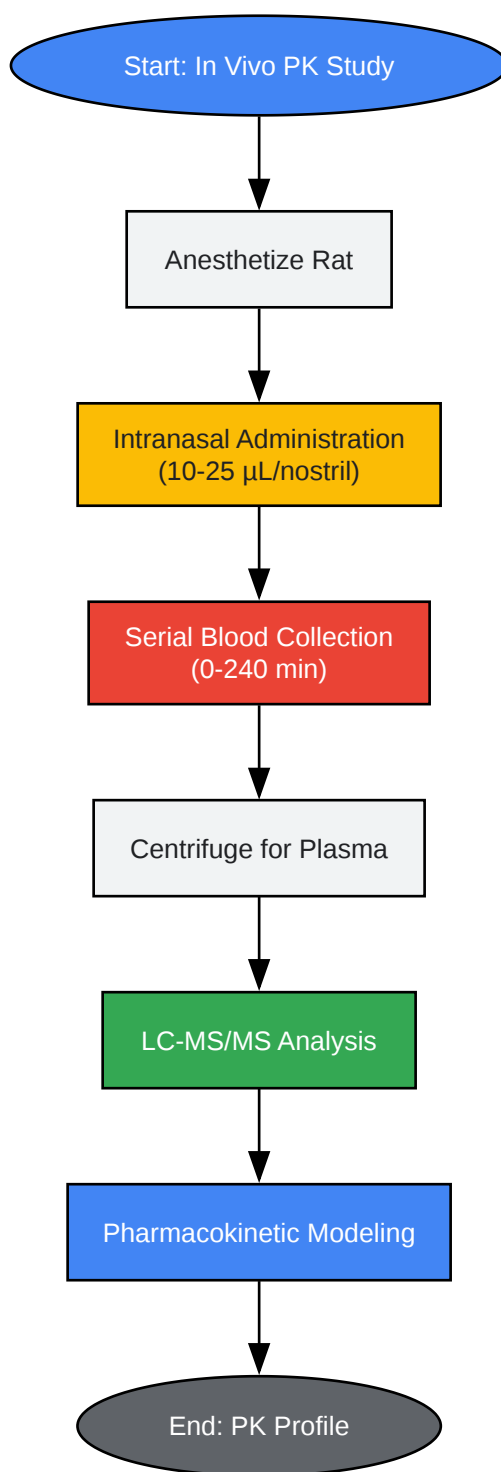 Start: In Vivo PK Study
Anesthetize Rat
Intranasal Administration
(10-25 µL/nostril)
Serial Blood Collection
(0-240 min)
Centrifuge for Plasma
LC-MS/MS Analysis
Pharmacokinetic Modeling
End: PK Profile